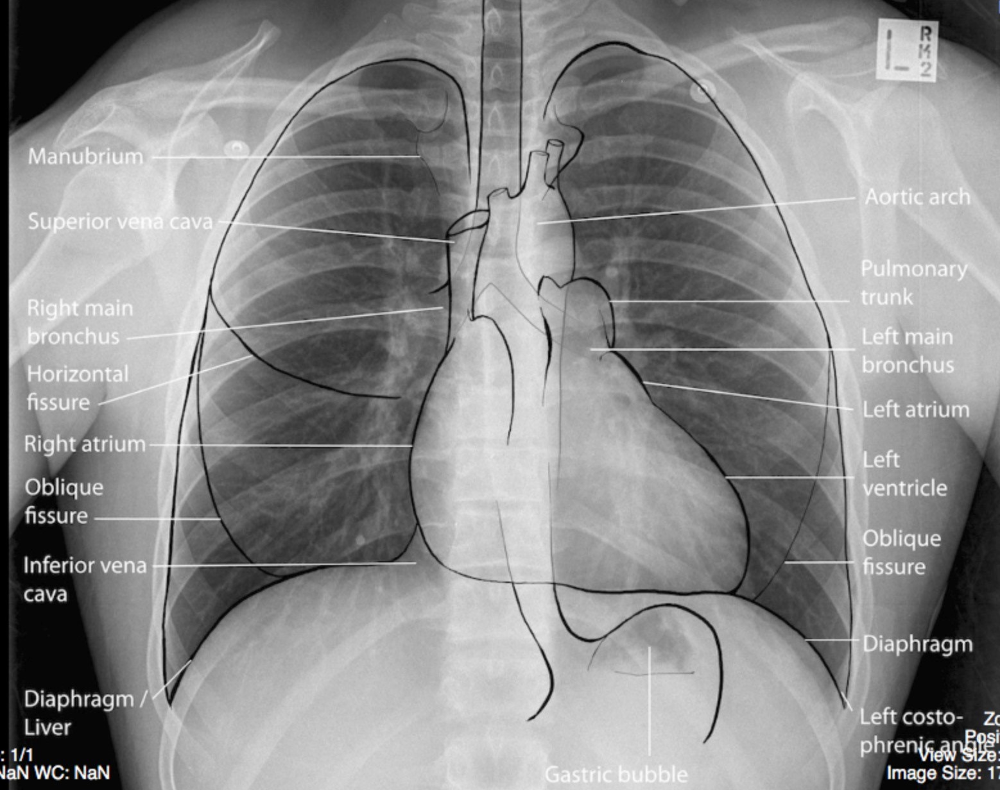 L
R
M
2
Manubrium
Superior vena cava
Right main
bronchus
Horizontal
fissure
Right atrium
Oblique
fissure
Inferior vena
cava
Diaphragm /
Liver
Aortic arch
Pulmonary
trunk
Left main
bronchus
Left atrium
Left
ventricle
Oblique
fissure
Diaphragm
Left costo-
phrenic angle
Gastric bubble
: 1/1
NaN WC: NaN
View Size:
Image Size: 17